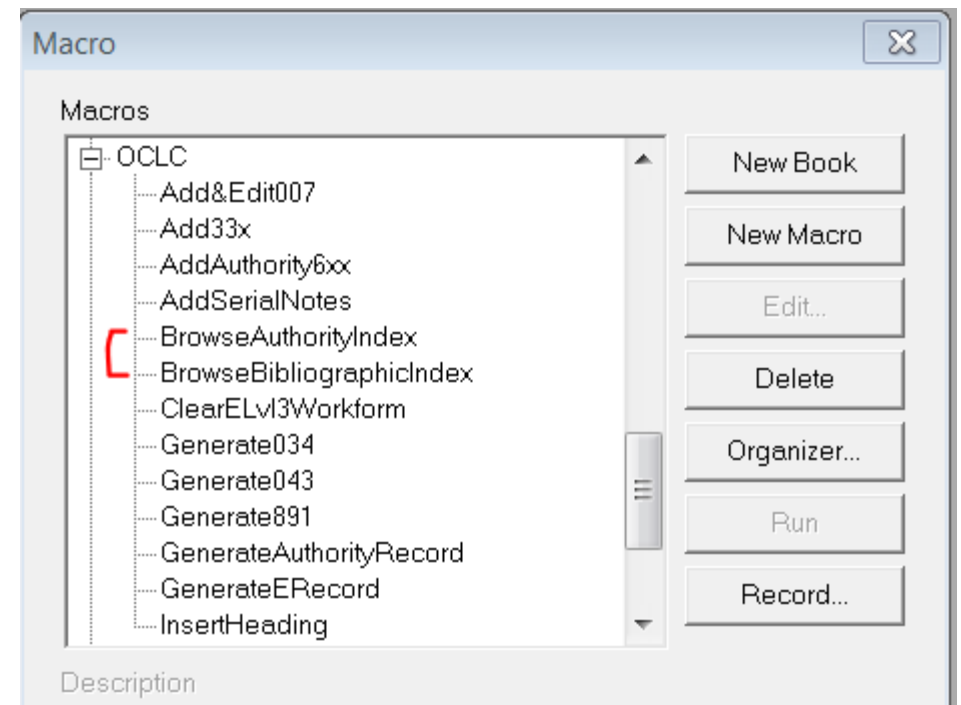 Macro
Macros
OCLC
Add&Edit007
Add33x
AddAuthority6xx
AddSerialNotes
BrowseAuthorityIndex
BrowseBibliographicIndex
ClearELvl3Workform
Generate034
Generate043
Generate891
GenerateAuthorityRecord
GenerateERecord
InsertHeading
New Book
New Macro
Edit...
Delete
Organizer...
Run
Record...
Description